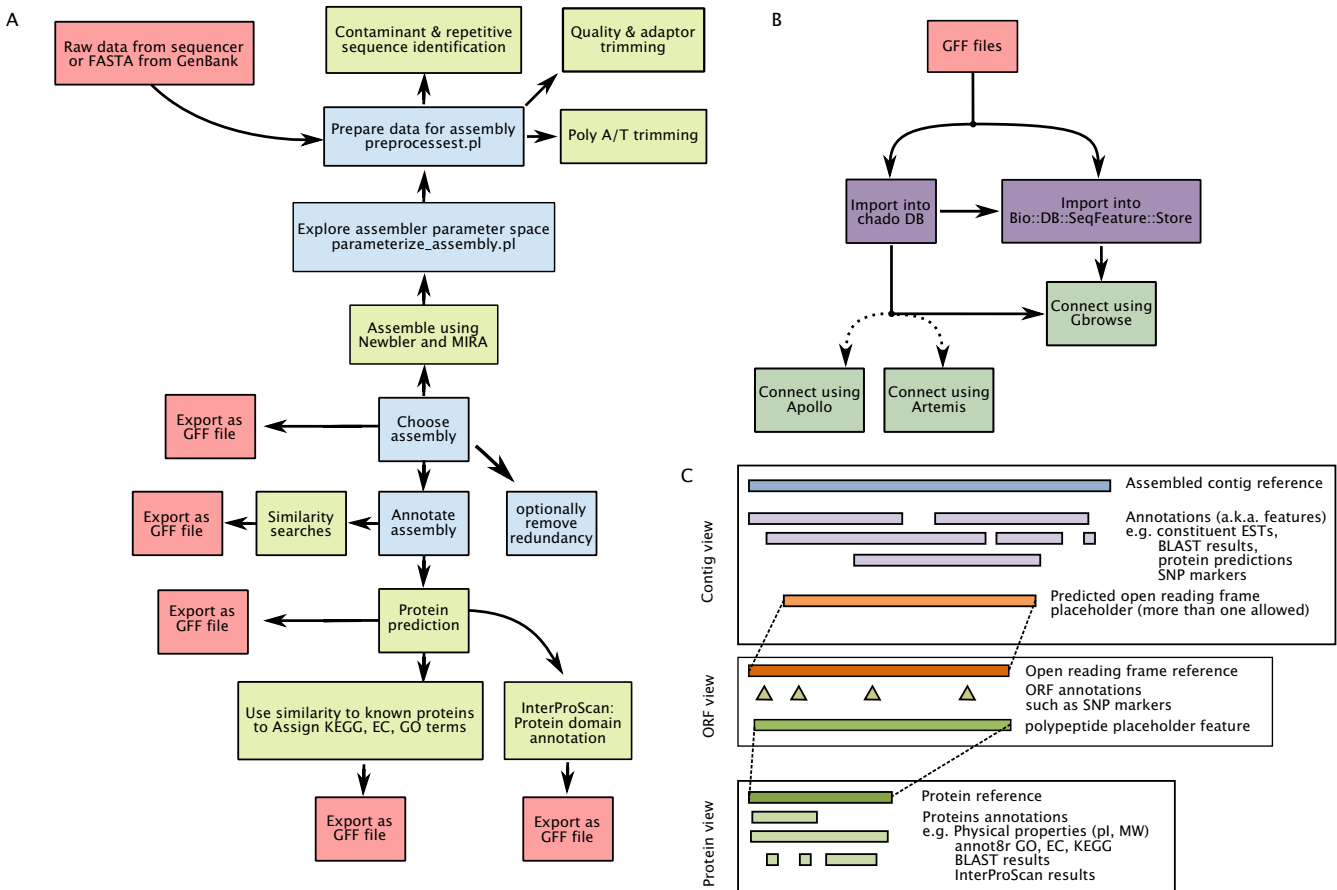 A
Raw data from sequencer
or FASTA from GenBank
Contaminant & repetitive
sequence identification
Quality & adaptor
trimming
Prepare data for assembly
preprocessest.pl
Poly A/T trimming
Explore assembler parameter space
parameterize_assembly.pl
Assemble using
Newbler and MIRA
Export as
GFF file
Choose
assembly
Export as
GFF file
Similarity
searches
Annotate
assembly
optionally
remove
redundancy
Export as
GFF file
Protein
prediction
Use similarity to known proteins
to Assign KEGG, EC, GO terms
InterProScan:
Protein domain
annotation
Export as
GFF file
Export as
GFF file
B
GFF files
Import into
chado DB
Import into
Bio::DB::SeqFeature::Store
Connect using
Gbrowse
Connect using
Apollo
Connect using
Artemis
C
Contig view
Assembled contig reference
Annotations (a.k.a. features)
e.g. constituent ESTs,
BLAST results,
protein predictions
SNP markers
Predicted open reading frame
placeholder (more than one allowed)
ORF view
Open reading frame reference
ORF annotations
such as SNP markers
polypeptide placeholder feature
Protein view
Protein reference
Proteins annotations
e.g. Physical properties (pI, MW)
annot8r GO, EC, KEGG
BLAST results
InterProScan results